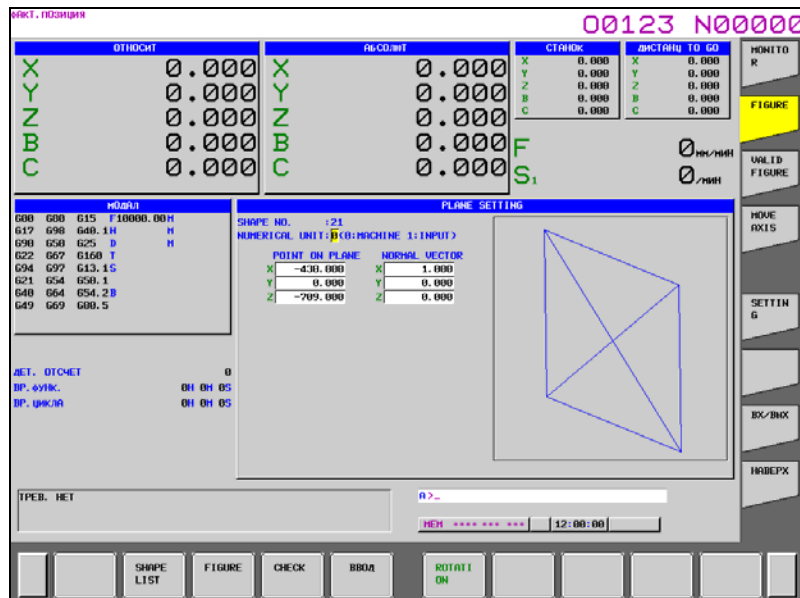 ФАКТ.ПОЗИЦИЯ
O0123 N00000
ОТНОСИТ
X 0.000
Y 0.000
Z 0.000
B 0.000
C 0.000
АБСОЛЮТ
X 0.000
Y 0.000
Z 0.000
B 0.000
C 0.000
СТАНОК
X 0.000
Y 0.000
Z 0.000
B 0.000
C 0.000
ДИСТАНЦ TO GO
X 0.000
Y 0.000
Z 0.000
B 0.000
C 0.000
F 0 ММ/МИН
S1 0 /МИН
МОДАЛ
G00 G80 G15 F10000.00 M
G17 G98 G40.1 H M
G90 G50 G25 D M
G22 G67 G160 T
G94 G97 G13.1 S
G21 G54 G50.1
G40 G64 G54.2 B
G49 G69 G80.5
ДЕТ. ОТСЧЕТ 0
ВР.ФУНК. 0H 0M 0S
ВР.ЦИКЛА 0H 0M 0S
PLANE SETTING
SHAPE NO. :21
NUMERICAL UNIT:0(0:MACHINE 1:INPUT)
POINT ON PLANE NORMAL VECTOR
X -430.000 X 1.000
Y 0.000 Y 0.000
Z -709.000 Z 0.000
ТРЕВ. НЕТ
A>_
MEM **** *** *** 12:00:00
MONITO
R
FIGURE
VALID
FIGURE
MOVE
AXIS
SETTIN
G
ВХ/ВЫХ
НАВЕРХ
SHAPE
LIST
FIGURE
CHECK
ВВОД
ROTATI
ON